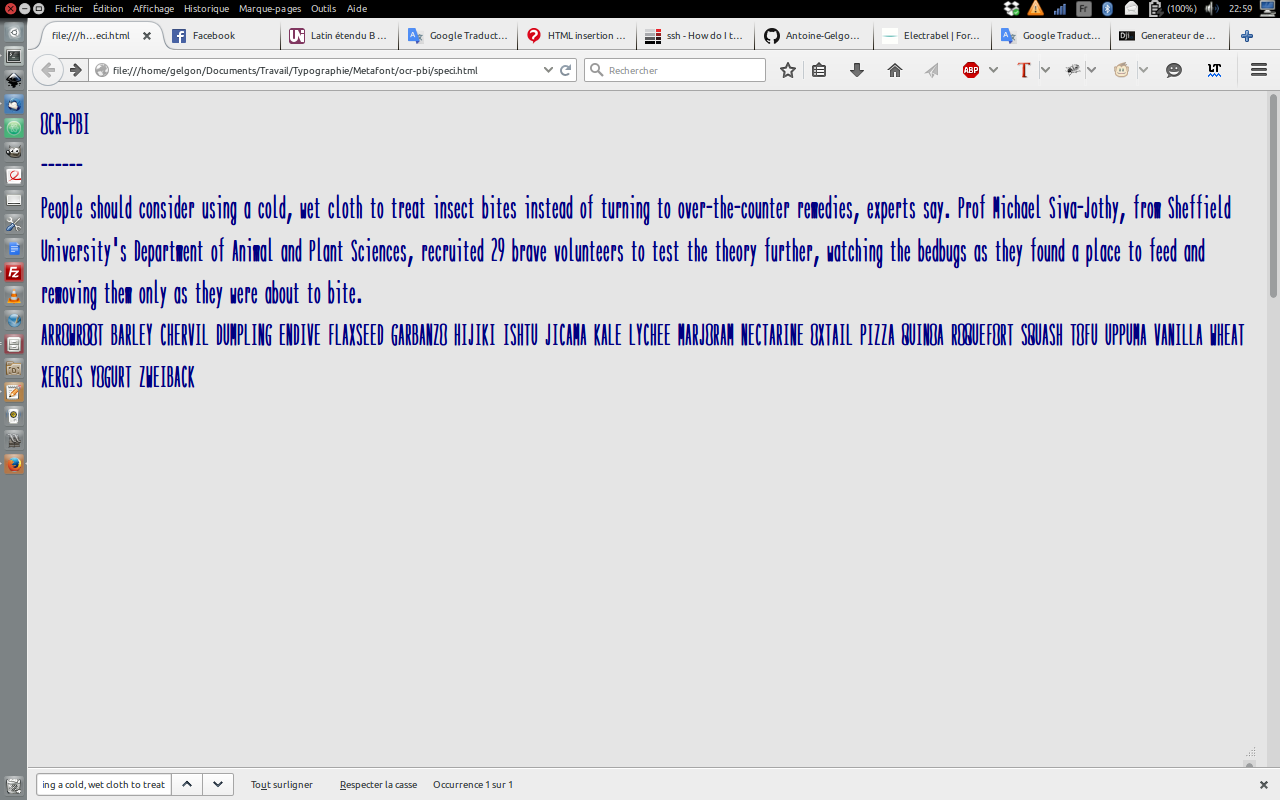 Fichier Édition Affichage Historique Marque-pages Outils Aide Fr (100%) 22:59
file:///h...eci.html Facebook Latin étendu B ... Google Traduct... HTML insertion ... ssh - How do I t... Antoine-Gelgo... Electrabel | For... Google Traduct... DJI Generateur de ...
file:///home/gelgon/Documents/Travail/Typographie/Metafont/ocr-pbi/speci.html Rechercher ABP T LT
OCR-PBI
------
People should consider using a cold, wet cloth to treat insect bites instead of turning to over-the-counter remedies, experts say. Prof Michael Siva-Jothy, from Sheffield
University's Department of Animal and Plant Sciences, recruited 29 brave volunteers to test the theory further, watching the bedbugs as they found a place to feed and
removing them only as they were about to bite.
ARROWROOT BARLEY CHERVIL DUMPLING ENDIVE FLAXSEED GARBANZO HIJIKI ISHTU JICAMA KALE LYCHEE MARJORAM NECTARINE OXTAIL PIZZA QUINOA ROQUEFORT SQUASH TOFU UPPUMA VANILLA WHEAT
XERGIS YOGURT ZWEIBACK
ing a cold, wet cloth to treat Tout surligner Respecter la casse Occurrence 1 sur 1